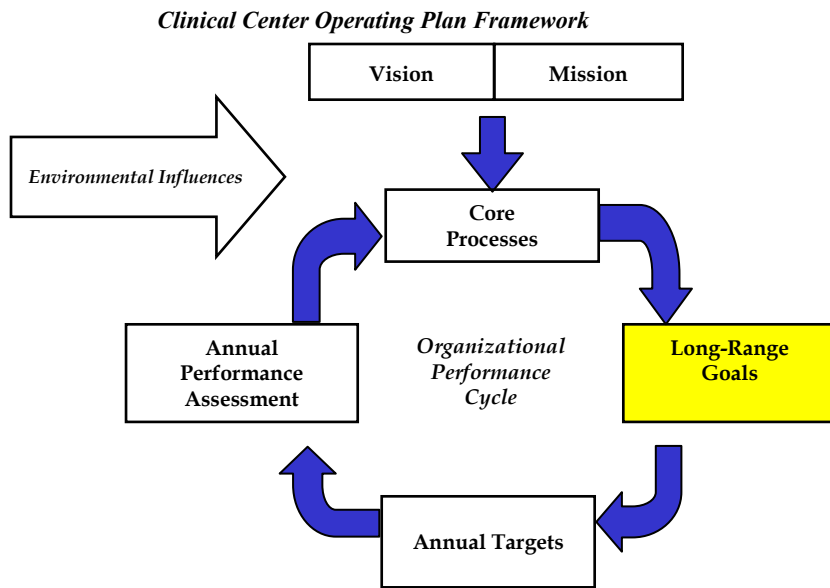 Clinical Center Operating Plan Framework
Vision
Mission
Environmental Influences
Core
Processes
Annual
Performance
Assessment
Organizational
Performance
Cycle
Long-Range
Goals
Annual Targets